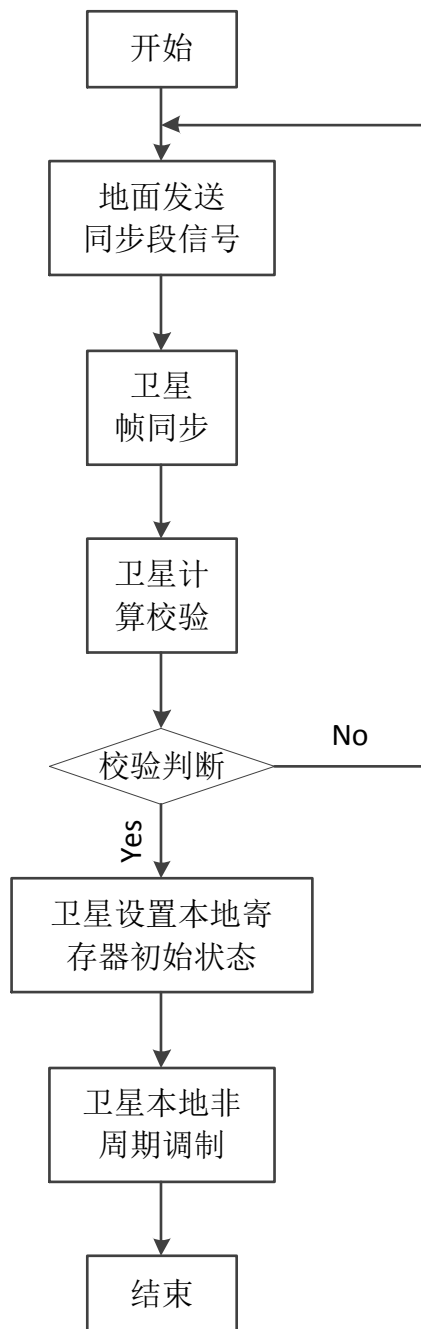 开始
地面发送
同步段信号
卫星
帧同步
卫星计
算校验
校验判断
No
Yes
卫星设置本地寄
存器初始状态
卫星本地非
周期调制
结束